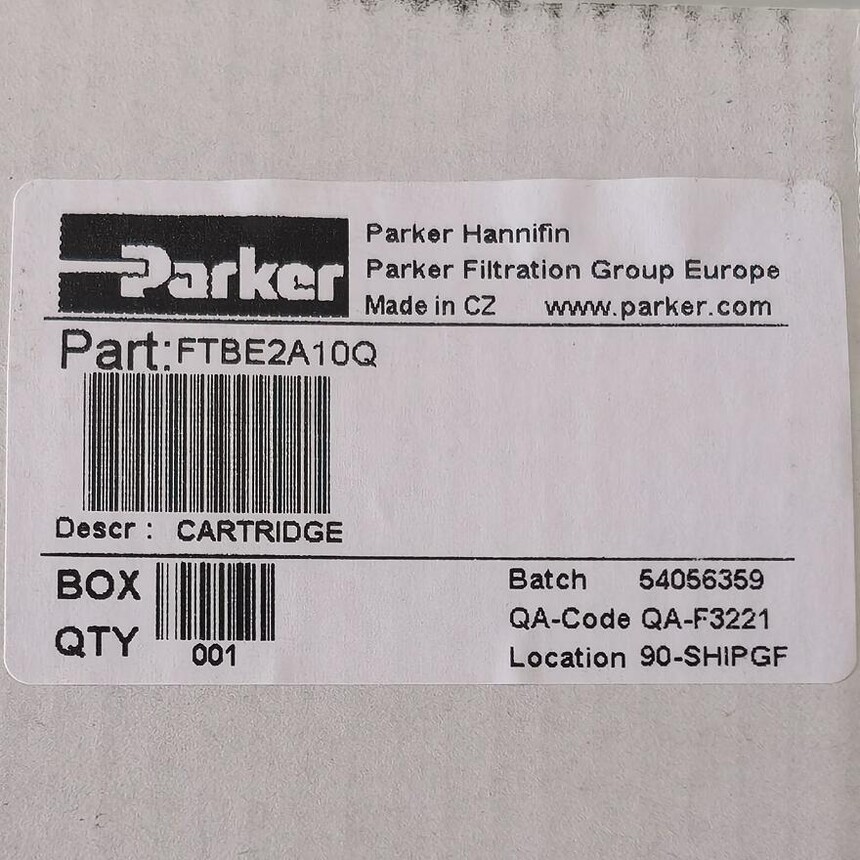 Parker
Parker Hannifin
Parker Filtration Group Europe
Made in CZ www.parker.com
Part:FTBE2A10Q
Descr : CARTRIDGE
BOX
QTY
001
Batch 54056359
QA-Code QA-F3221
Location 90-SHIPGF